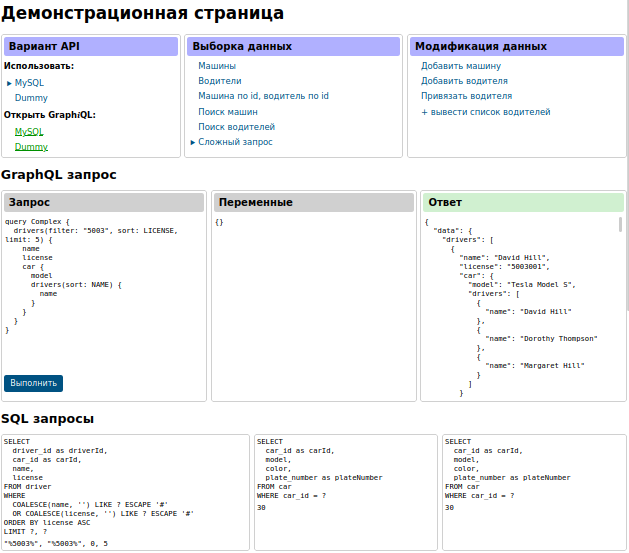 Демонстрационная страница
Вариант API
Использовать:
▸ MySQL
Dummy
Открыть GraphiQL:
MySQL
Dummy
Выборка данных
Машины
Водители
Машина по id, водитель по id
Поиск машин
Поиск водителей
▸ Сложный запрос
Модификация данных
Добавить машину
Добавить водителя
Привязать водителя
+ вывести список водителей
GraphQL запрос
Запрос
query Complex {
  drivers(filter: "5003", sort: LICENSE,
limit: 5) {
    name
    license
    car {
      model
      drivers(sort: NAME) {
        name
      }
    }
  }
}
Выполнить
Переменные
{}
Ответ
{
  "data": {
    "drivers": [
      {
        "name": "David Hill",
        "license": "5003001",
        "car": {
          "model": "Tesla Model S",
          "drivers": [
            {
              "name": "David Hill"
            },
            {
              "name": "Dorothy Thompson"
            },
            {
              "name": "Margaret Hill"
            }
          ]
        }
SQL запросы
SELECT
  driver_id as driverId,
  car_id as carId,
  name,
  license
FROM driver
WHERE
  COALESCE(name, '') LIKE ? ESCAPE '#'
  OR COALESCE(license, '') LIKE ? ESCAPE '#'
ORDER BY license ASC
LIMIT ?, ?
"%5003%", "%5003%", 0, 5
SELECT
  car_id as carId,
  model,
  color,
  plate_number as plateNumber
FROM car
WHERE car_id = ?
30
SELECT
  car_id as carId,
  model,
  color,
  plate_number as plateNumber
FROM car
WHERE car_id = ?
30